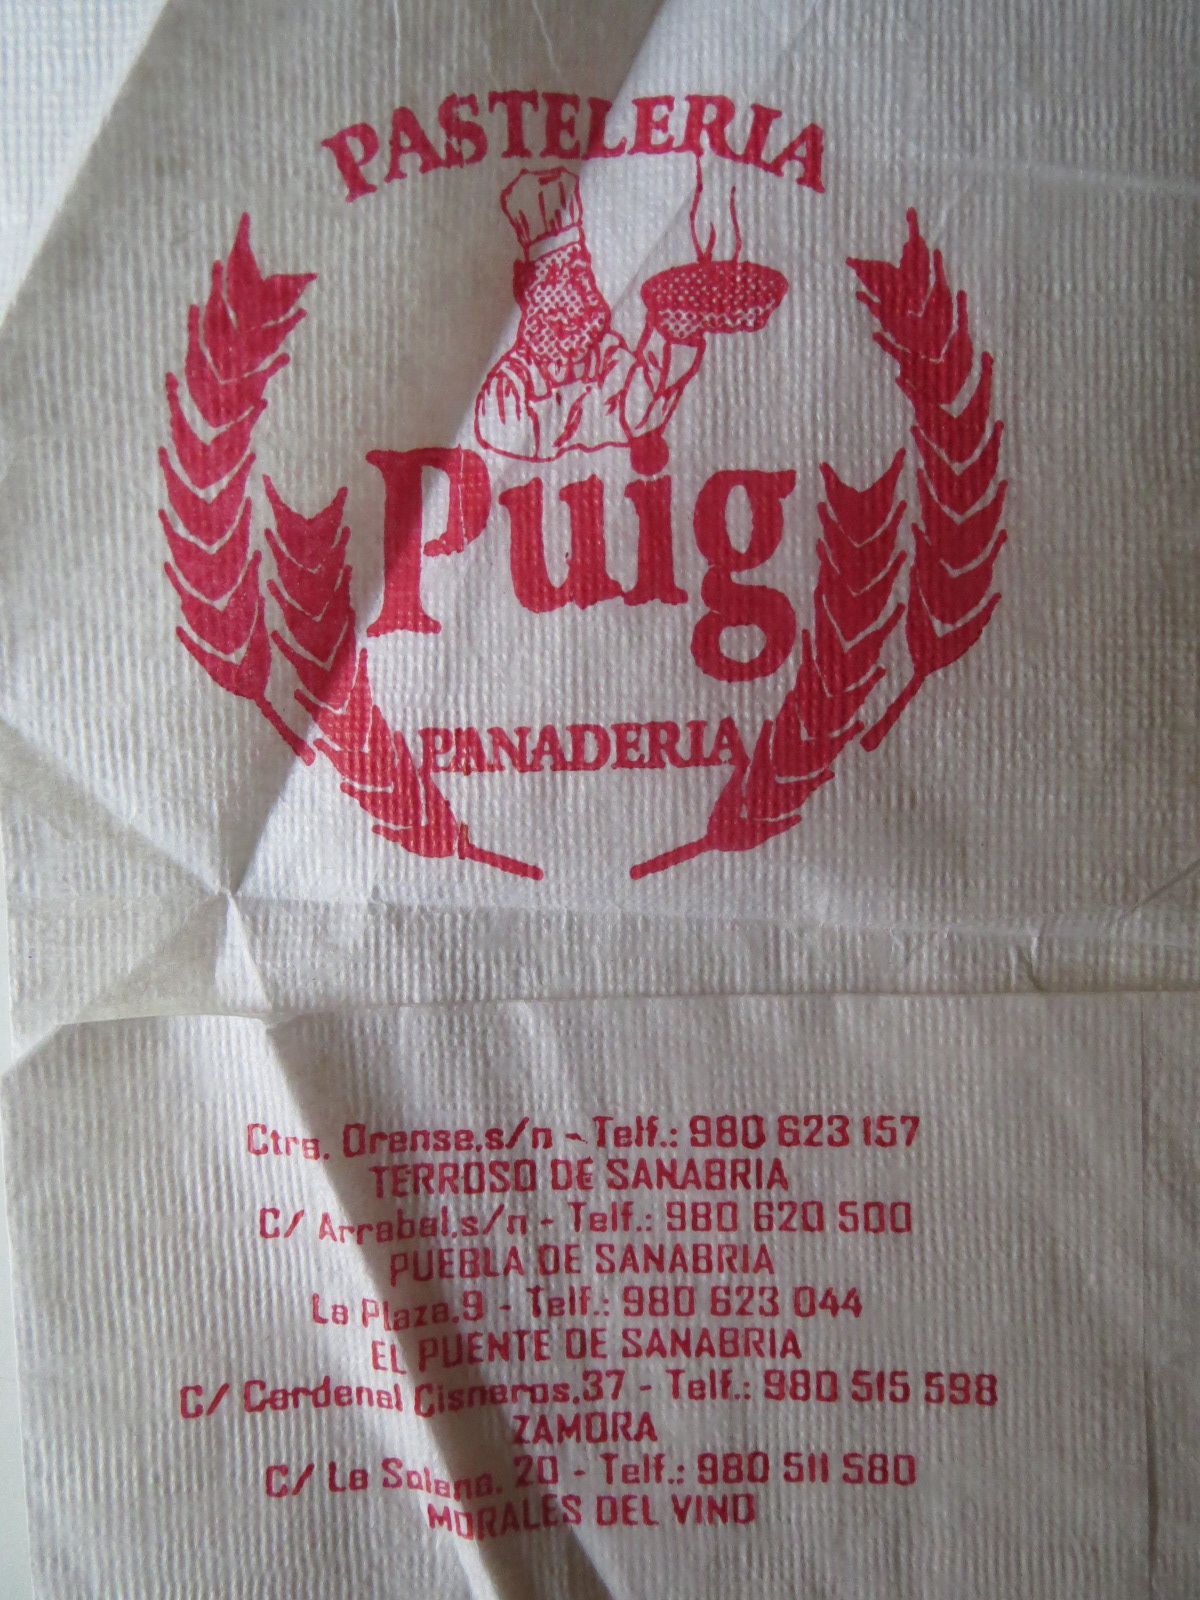 PASTELERIA
Puig
PANADERIA
Ctra. Orense,s/n - Telf.: 980 623 157
TERROSO DE SANABRIA
C/ Arrabal,s/n - Telf.: 980 620 500
PUEBLA DE SANABRIA
La Plaza,9 - Telf.: 980 623 044
EL PUENTE DE SANABRIA
C/ Cardenal Cisneros,37 - Telf.: 980 515 598
ZAMORA
C/ La Solana, 20 - Telf.: 980 511 580
MORALES DEL VINO